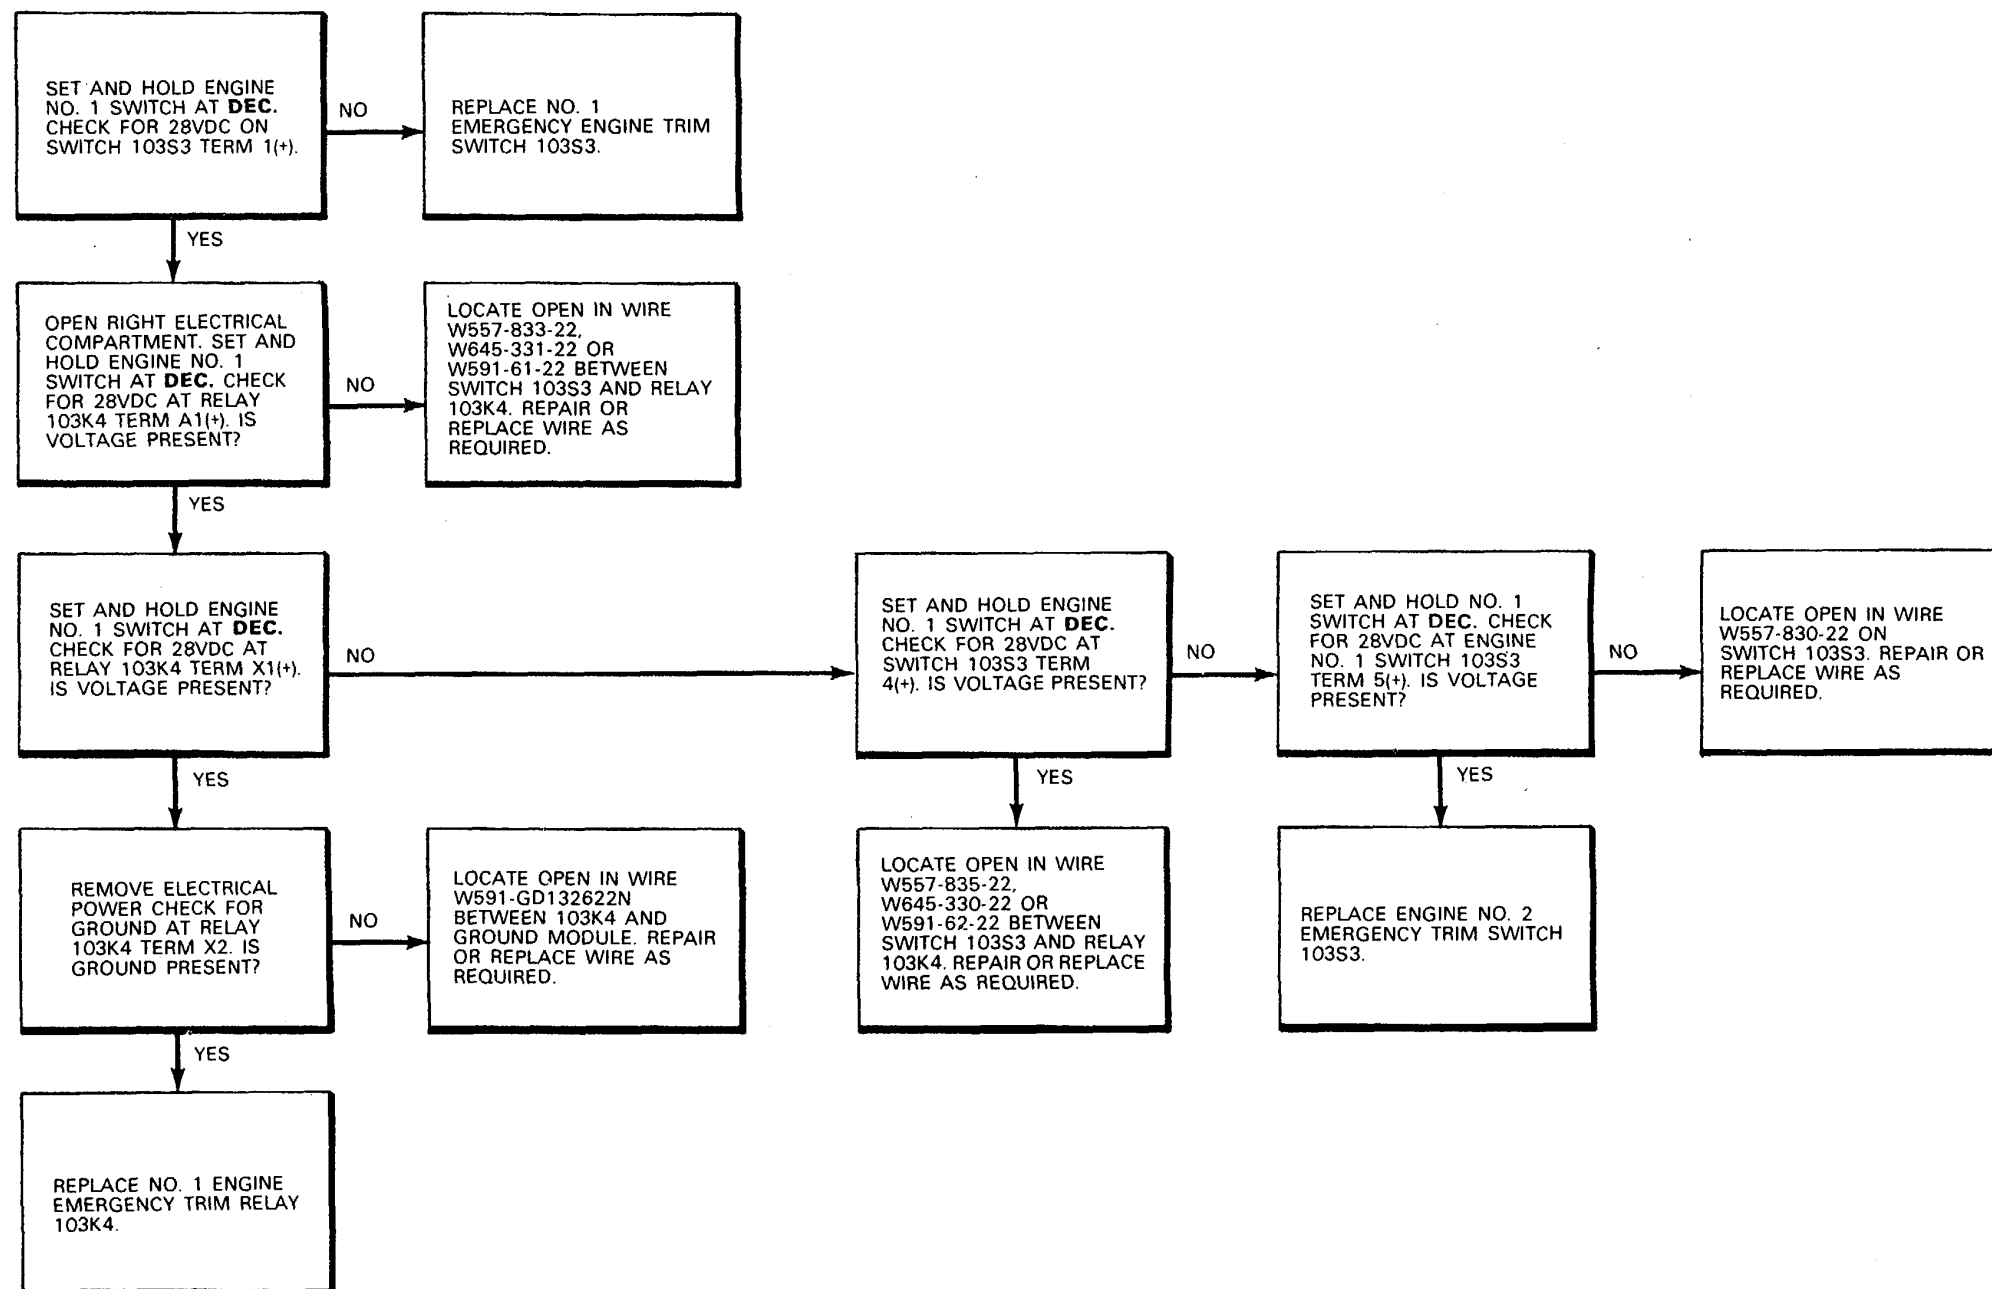 SET AND HOLD ENGINE
NO. 1 SWITCH AT DEC.
CHECK FOR 28VDC ON
SWITCH 103S3 TERM 1(+).
NO
REPLACE NO. 1
EMERGENCY ENGINE TRIM
SWITCH 103S3.
YES
OPEN RIGHT ELECTRICAL
COMPARTMENT. SET AND
HOLD ENGINE NO. 1
SWITCH AT DEC. CHECK
FOR 28VDC AT RELAY
103K4 TERM A1(+). IS
VOLTAGE PRESENT?
NO
LOCATE OPEN IN WIRE
W557-833-22,
W645-331-22 OR
W591-61-22 BETWEEN
SWITCH 103S3 AND RELAY
103K4. REPAIR OR
REPLACE WIRE AS
REQUIRED.
YES
SET AND HOLD ENGINE
NO. 1 SWITCH AT DEC.
CHECK FOR 28VDC AT
RELAY 103K4 TERM X1(+).
IS VOLTAGE PRESENT?
NO
SET AND HOLD ENGINE
NO. 1 SWITCH AT DEC.
CHECK FOR 28VDC AT
SWITCH 103S3 TERM
4(+). IS VOLTAGE PRESENT?
NO
SET AND HOLD NO. 1
SWITCH AT DEC. CHECK
FOR 28VDC AT ENGINE
NO. 1 SWITCH 103S3
TERM 5(+). IS VOLTAGE
PRESENT?
NO
LOCATE OPEN IN WIRE
W557-830-22 ON
SWITCH 103S3. REPAIR OR
REPLACE WIRE AS
REQUIRED.
YES
YES
YES
REMOVE ELECTRICAL
POWER CHECK FOR
GROUND AT RELAY
103K4 TERM X2. IS
GROUND PRESENT?
NO
LOCATE OPEN IN WIRE
W591-GD132622N
BETWEEN 103K4 AND
GROUND MODULE. REPAIR
OR REPLACE WIRE AS
REQUIRED.
LOCATE OPEN IN WIRE
W557-835-22,
W645-330-22 OR
W591-62-22 BETWEEN
SWITCH 103S3 AND RELAY
103K4. REPAIR OR REPLACE
WIRE AS REQUIRED.
REPLACE ENGINE NO. 2
EMERGENCY TRIM SWITCH
103S3.
YES
REPLACE NO. 1 ENGINE
EMERGENCY TRIM RELAY
103K4.